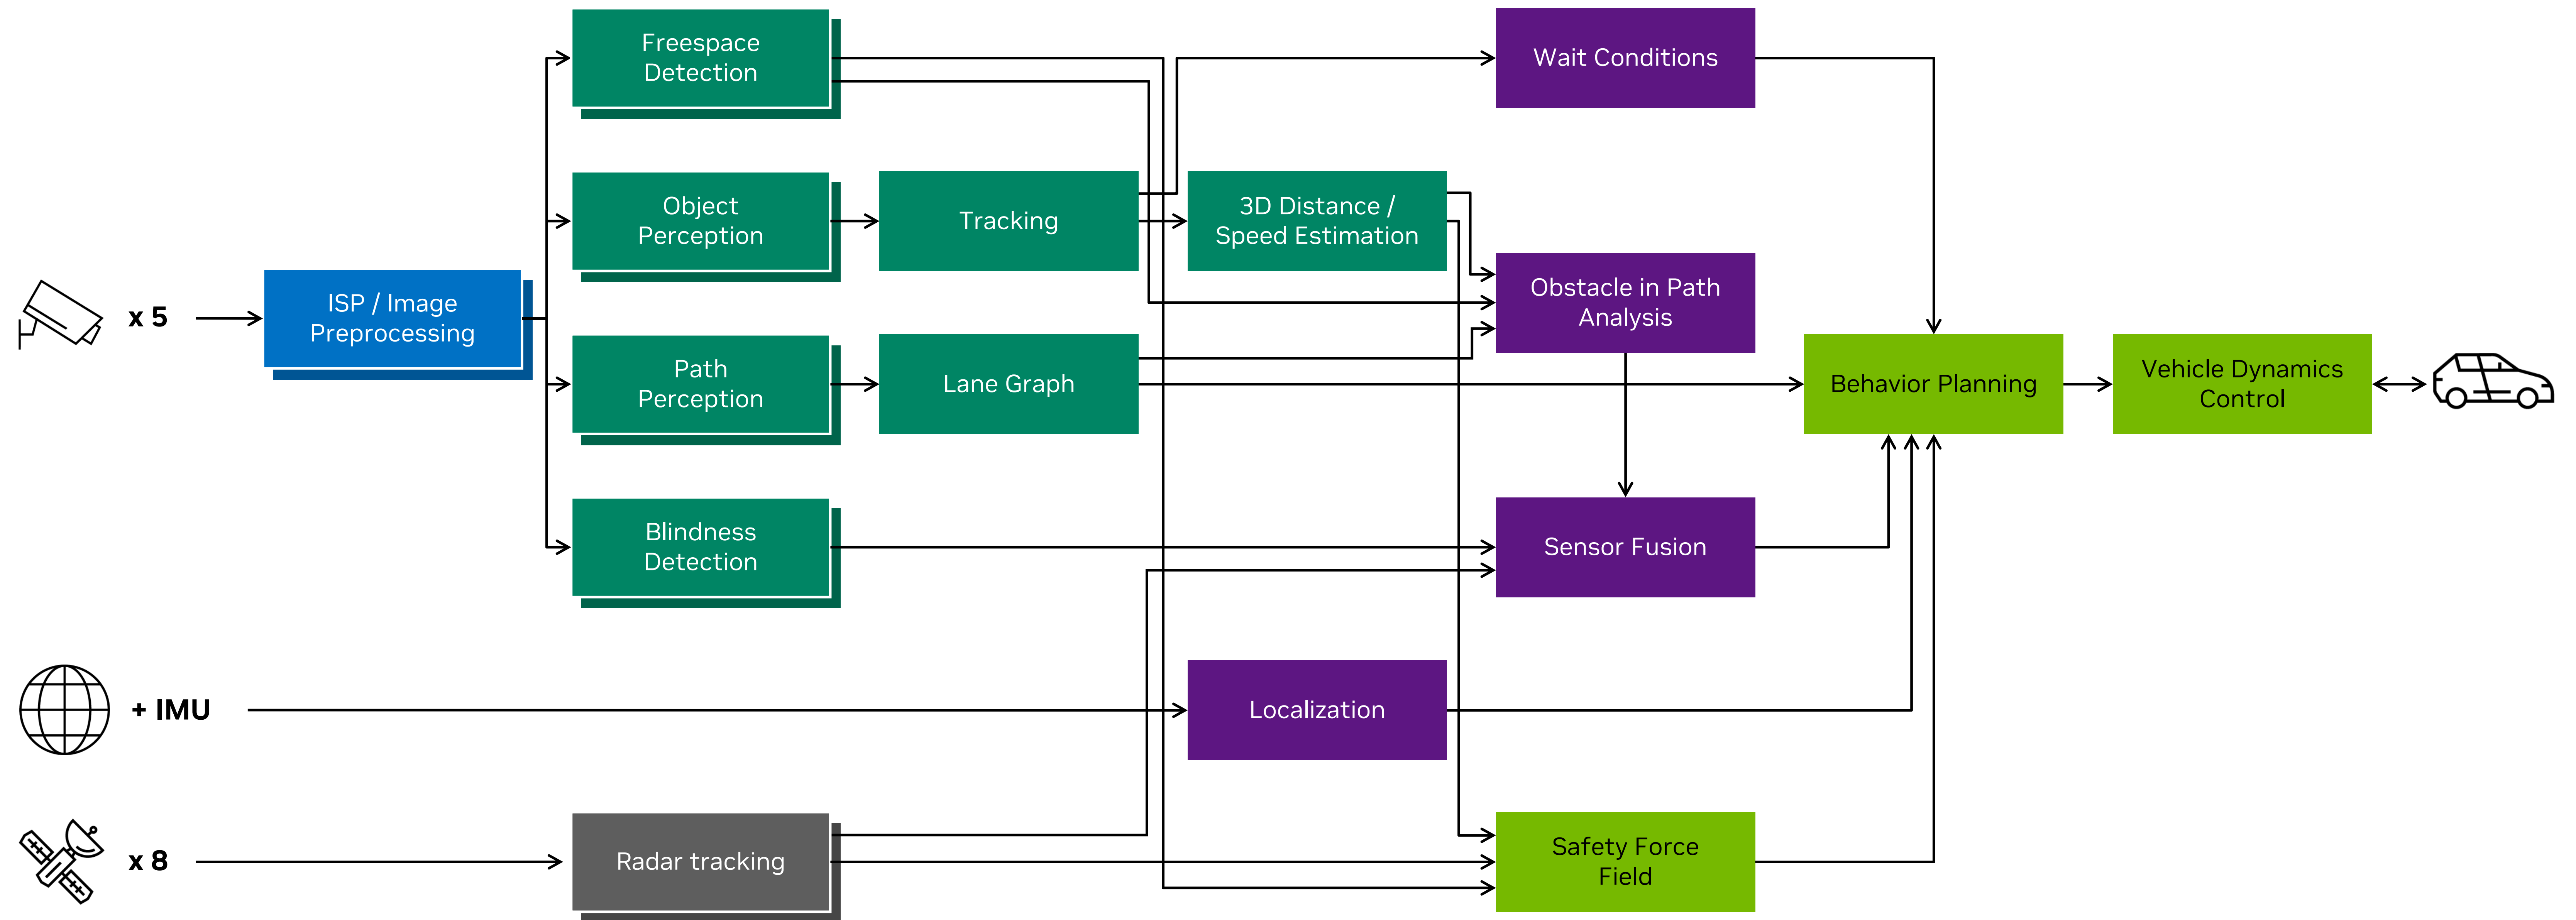 Freespace
Detection
Wait Conditions
Object
Perception
Tracking
3D Distance /
Speed Estimation
x 5
ISP / Image
Preprocessing
Obstacle in Path
Analysis
Path
Perception
Lane Graph
Behavior Planning
Vehicle Dynamics
Control
Blindness
Detection
Sensor Fusion
+ IMU
Localization
x 8
Radar tracking
Safety Force
Field